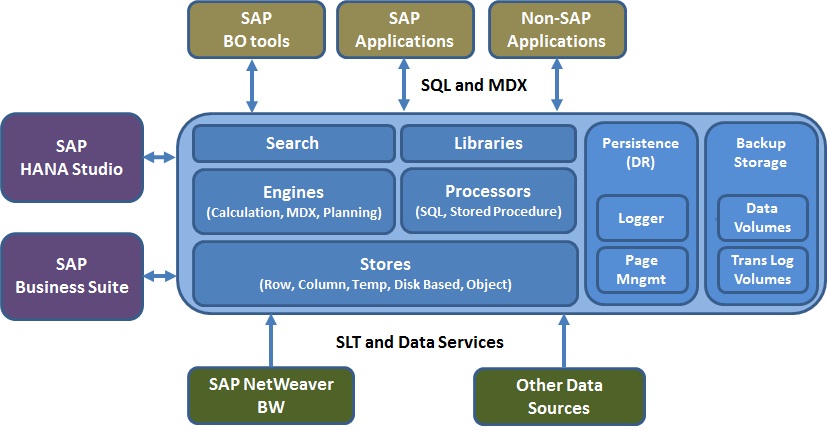 SAP
BO tools
SAP
Applications
Non-SAP
Applications
SQL and MDX
SAP
HANA Studio
SAP
Business Suite
Search
Libraries
Engines
(Calculation, MDX, Planning)
Processors
(SQL, Stored Procedure)
Stores
(Row, Column, Temp, Disk Based, Object)
Persistence
(DR)
Logger
Page
Mngmt
Backup
Storage
Data
Volumes
Trans Log
Volumes
SLT and Data Services
SAP NetWeaver
BW
Other Data
Sources